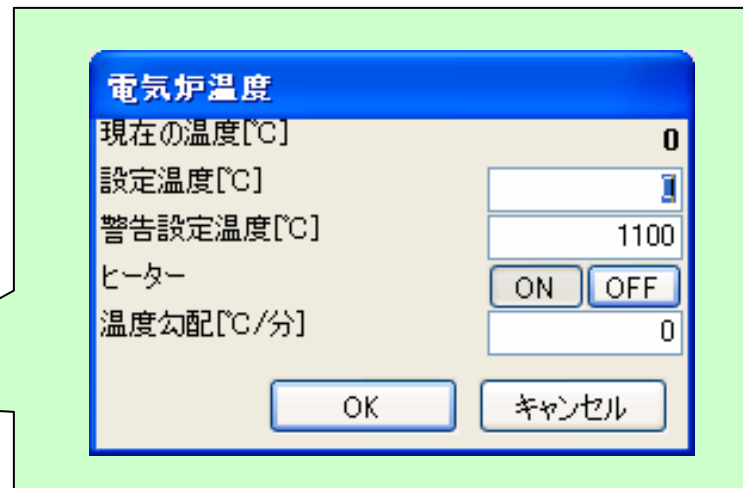 電気炉温度
現在の温度[℃] 0
設定温度[℃]
警告設定温度[℃] 1100
ヒーター ON OFF
温度勾配[℃/分] 0
OK キャンセル